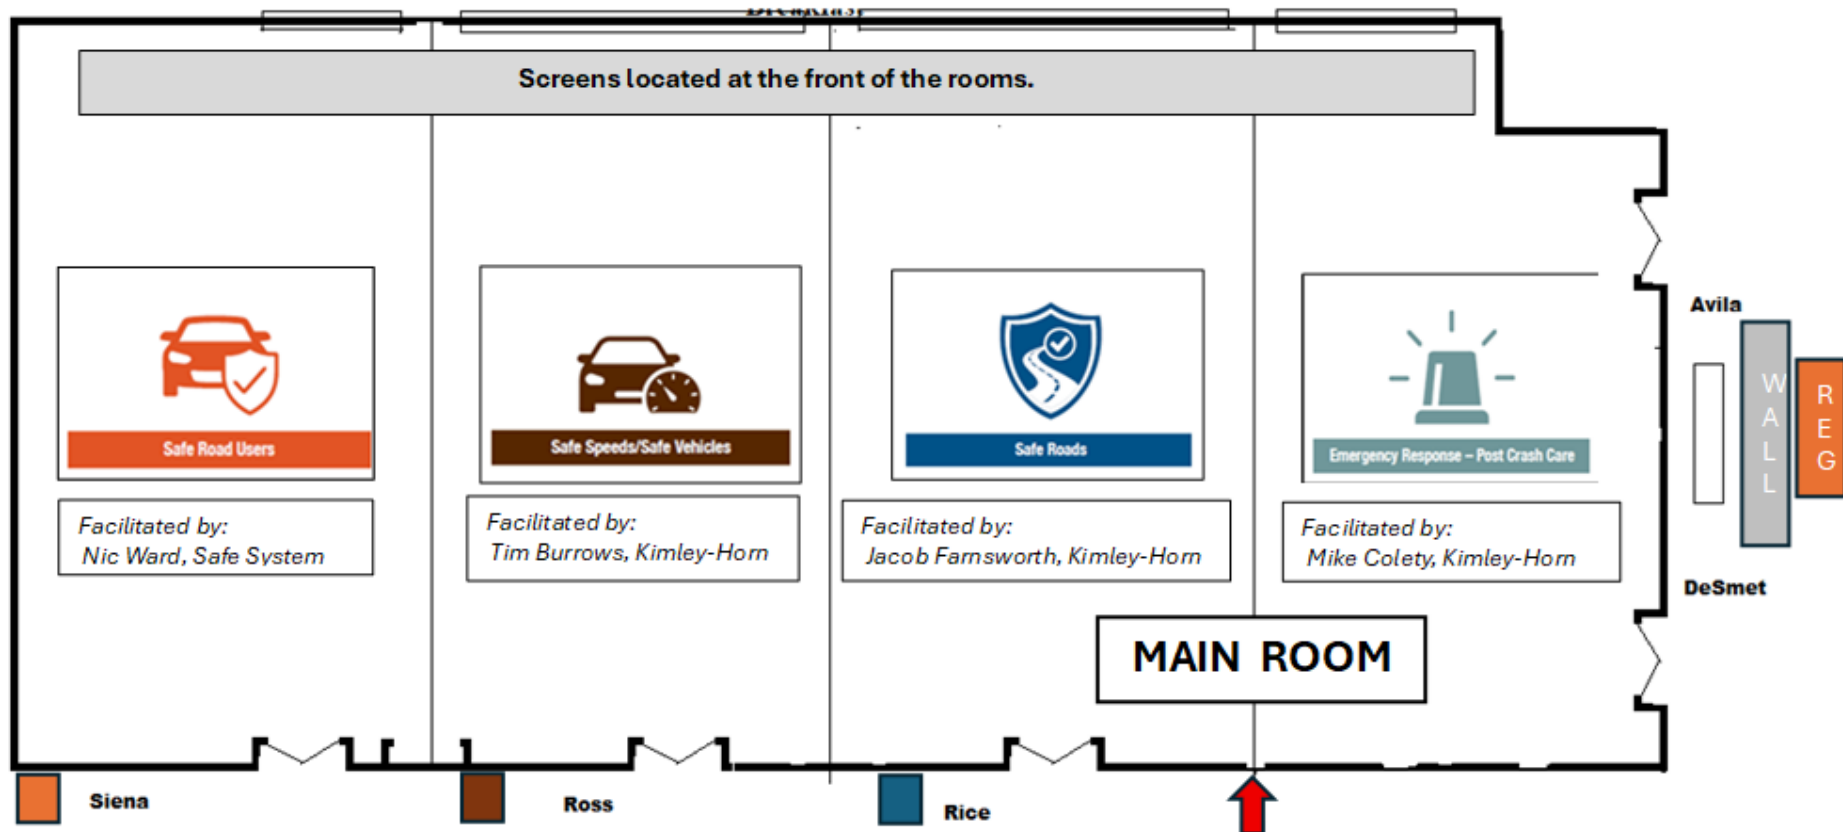 Screens located at the front of the rooms.
Safe Road Users
Safe Speeds/Safe Vehicles
Safe Roads
Emergency Response – Post Crash Care
Facilitated by:
Nic Ward, Safe System
Facilitated by:
Tim Burrows, Kimley-Horn
Facilitated by:
Jacob Farnsworth, Kimley-Horn
Facilitated by:
Mike Colety, Kimley-Horn
Avila
WALL
REG
DeSmet
MAIN ROOM
Siena
Ross
Rice